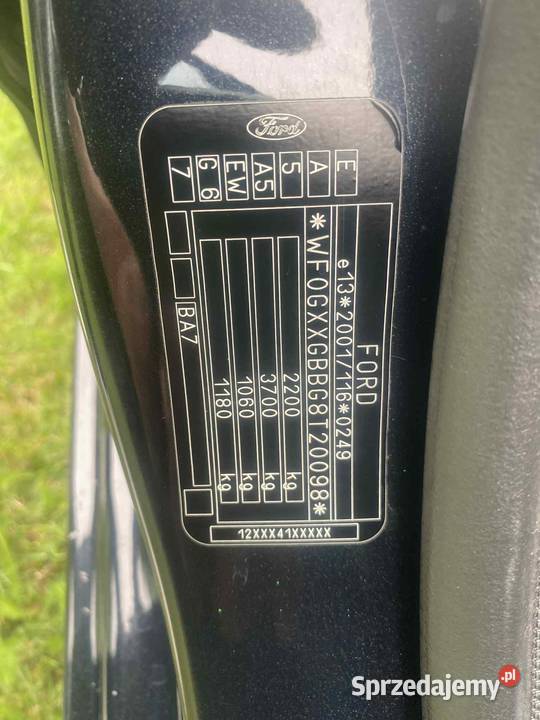 Ford
E
A
5
A5
EW
G 6
7
FORD
e13*2001/116*0249
*WF0GXXGBBG8T20098*
2200 kg
3700 kg
1060 kg
1180 kg
BA7
12XXX41XXXXX
Sprzedajemy.pl